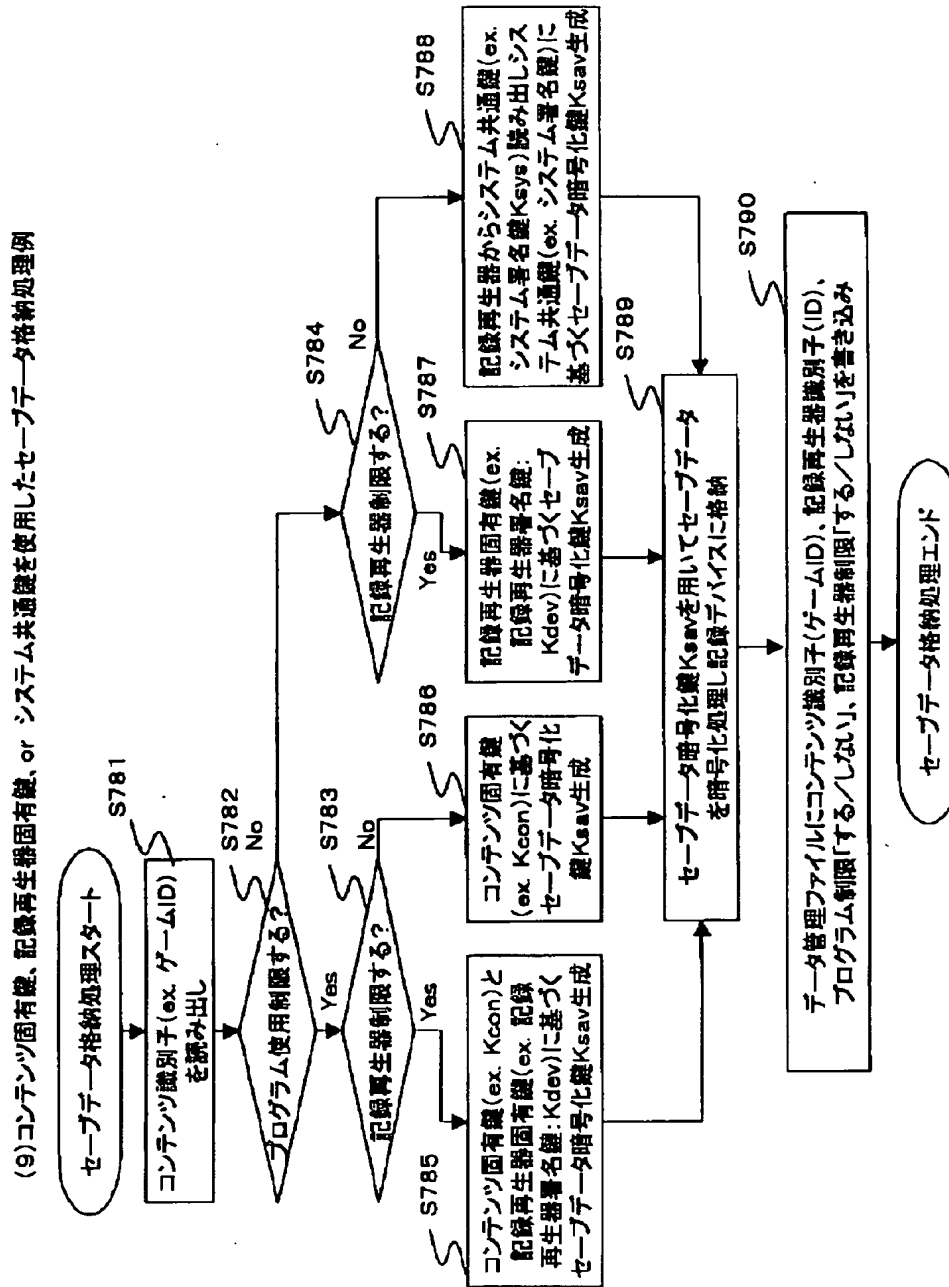 (9)コンテンツ固有鍵、記録再生器固有鍵、or システム共通鍵を使用したセーブデータ格納処理例
セーブデータ格納処理スタート
S781
コンテンツ識別子(ex. ゲームID)
を読み出し
S782
プログラム使用制限する?
No
Yes
S783
記録再生器制限する?
No
Yes
S784
記録再生器制限する?
No
Yes
S785
コンテンツ固有鍵(ex. Kcon)と
記録再生器固有鍵(ex. 記録
再生器署名鍵:Kdev)に基づく
セーブデータ暗号化鍵Ksav生成
S786
コンテンツ固有鍵
(ex. Kcon)に基づく
セーブデータ暗号化
鍵Ksav生成
S787
記録再生器固有鍵(ex.
記録再生器署名鍵:
Kdev)に基づくセーブ
データ暗号化鍵Ksav生成
S788
記録再生器からシステム共通鍵(ex.
システム署名鍵Ksys)読み出しシス
テム共通鍵(ex. システム署名鍵)に
基づくセーブデータ暗号化鍵Ksav生成
S789
セーブデータ暗号化鍵Ksavを用いてセーブデータ
を暗号化処理し記録デバイスに格納
S790
データ管理ファイルにコンテンツ識別子(ゲームID)、記録再生器識別子(ID)、
プログラム制限「する/しない」、記録再生器制限「する/しない」を書き込み
セーブデータ格納処理エンド